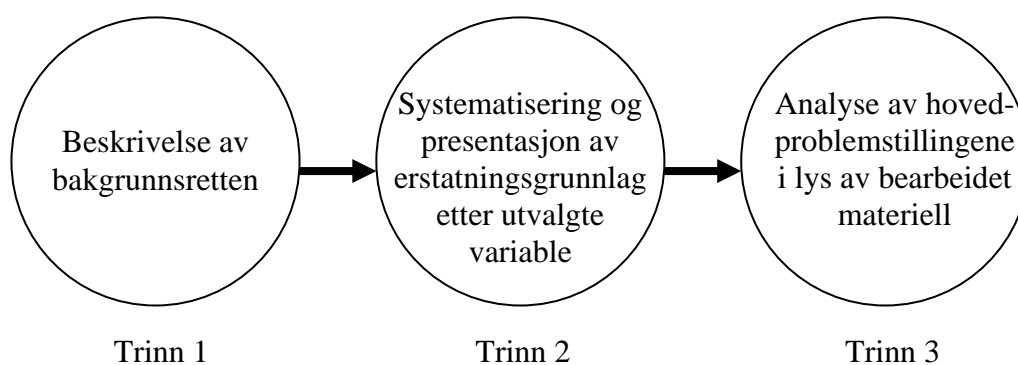 Beskrivelse av
bakgrunnsretten
Systematisering og
presentasjon av
erstatningsgrunnlag
etter utvalgte
variable
Analyse av hoved-
problemstillingene
i lys av bearbeidet
materiell
Trinn 1
Trinn 2
Trinn 3